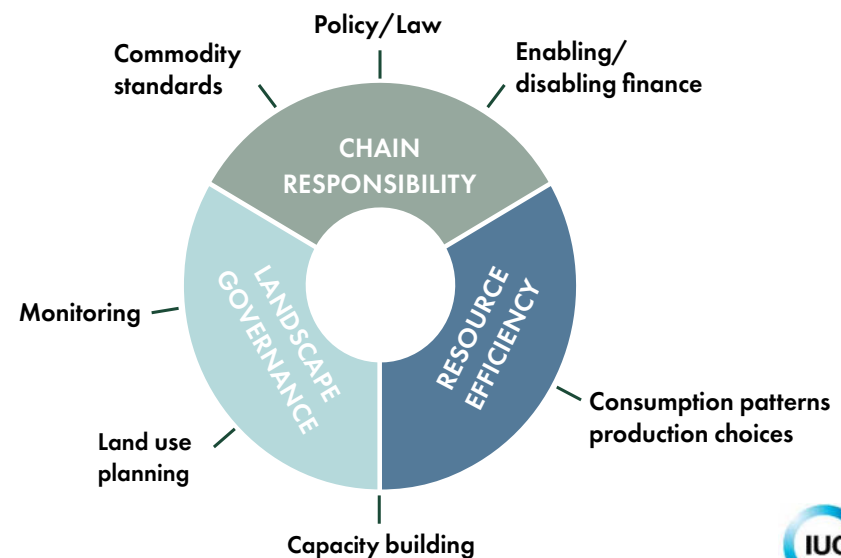 Policy/Law
Commodity
standards
Enabling/
disabling finance
CHAIN
RESPONSIBILITY
LANDSCAPE
GOVERNANCE
RESOURCE
EFFICIENCY
Monitoring
Consumption patterns
production choices
Land use
planning
Capacity building